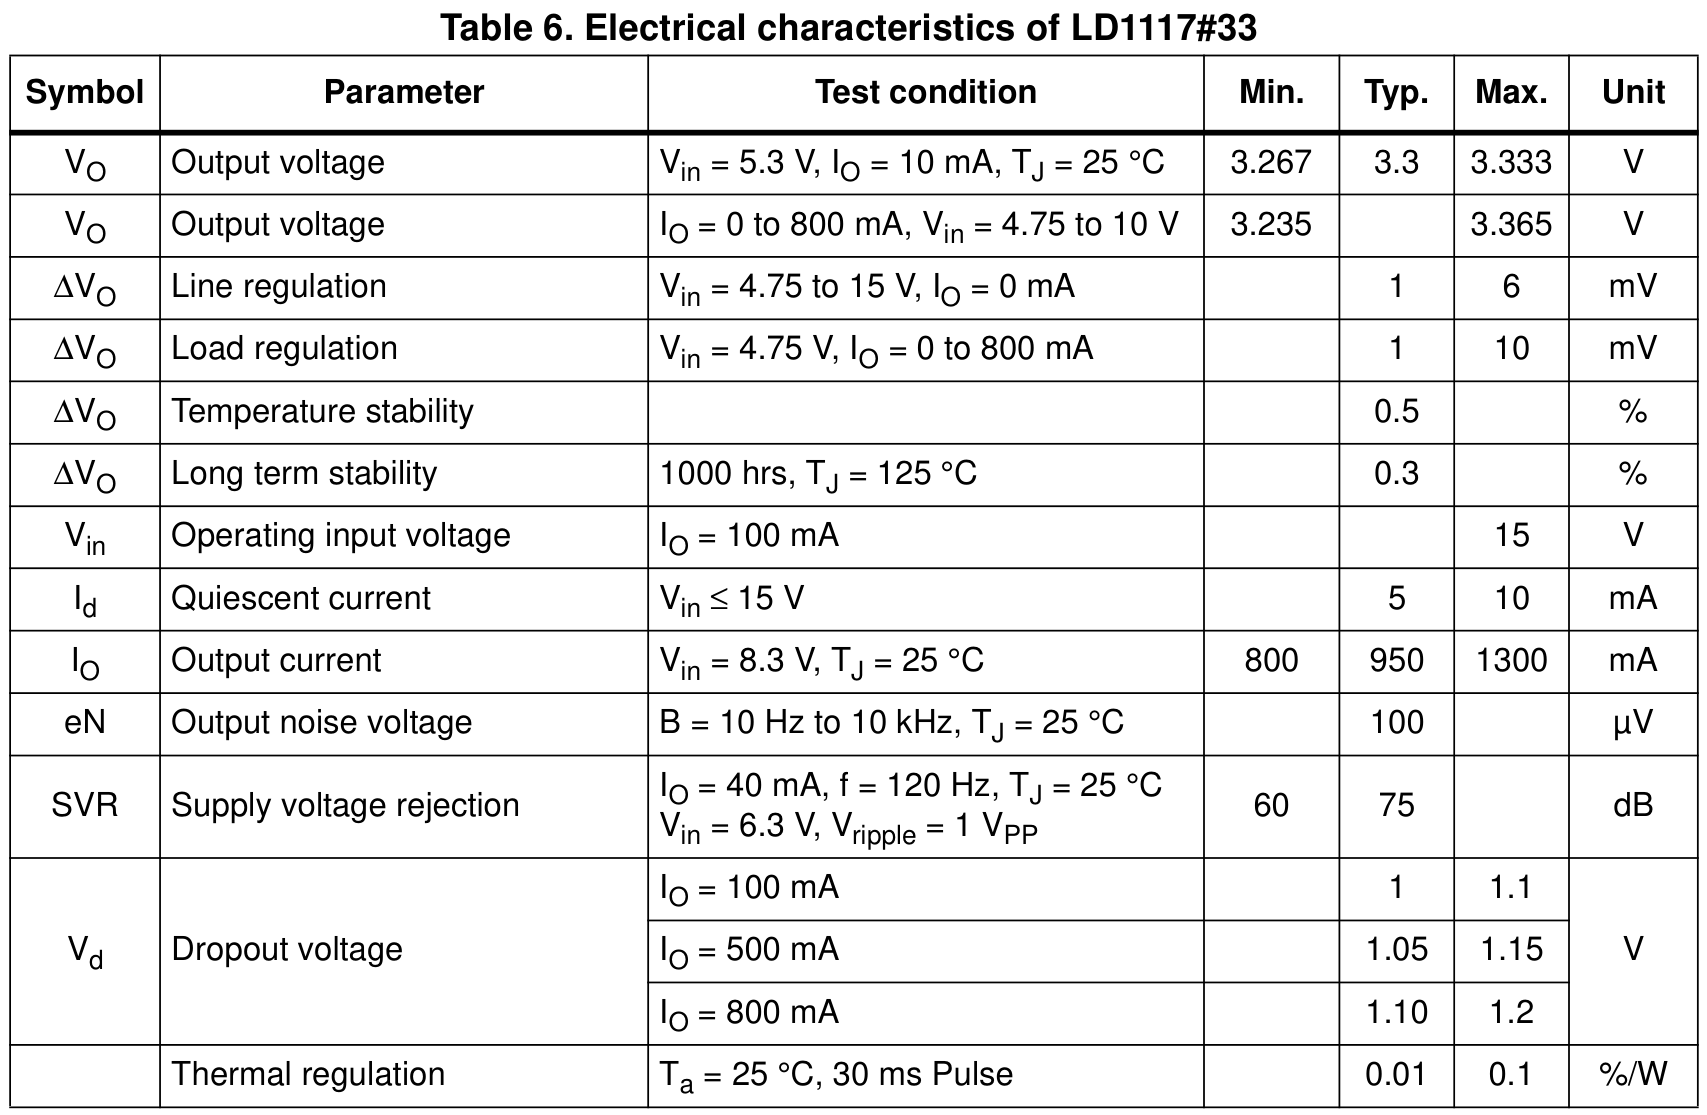 Table 6. Electrical characteristics of LD1117#33
Symbol Parameter Test condition Min. Typ. Max. Unit
VO Output voltage Vin = 5.3 V, IO = 10 mA, TJ = 25 °C 3.267 3.3 3.333 V
VO Output voltage IO = 0 to 800 mA, Vin = 4.75 to 10 V 3.235 3.365 V
ΔVO Line regulation Vin = 4.75 to 15 V, IO = 0 mA 1 6 mV
ΔVO Load regulation Vin = 4.75 V, IO = 0 to 800 mA 1 10 mV
ΔVO Temperature stability 0.5 %
ΔVO Long term stability 1000 hrs, TJ = 125 °C 0.3 %
Vin Operating input voltage IO = 100 mA 15 V
Id Quiescent current Vin ≤ 15 V 5 10 mA
IO Output current Vin = 8.3 V, TJ = 25 °C 800 950 1300 mA
eN Output noise voltage B = 10 Hz to 10 kHz, TJ = 25 °C 100 µV
SVR Supply voltage rejection IO = 40 mA, f = 120 Hz, TJ = 25 °C 60 75 dB
Vin = 6.3 V, Vripple = 1 VPP
IO = 100 mA 1 1.1
Vd Dropout voltage IO = 500 mA 1.05 1.15 V
IO = 800 mA 1.10 1.2
Thermal regulation Ta = 25 °C, 30 ms Pulse 0.01 0.1 %/W